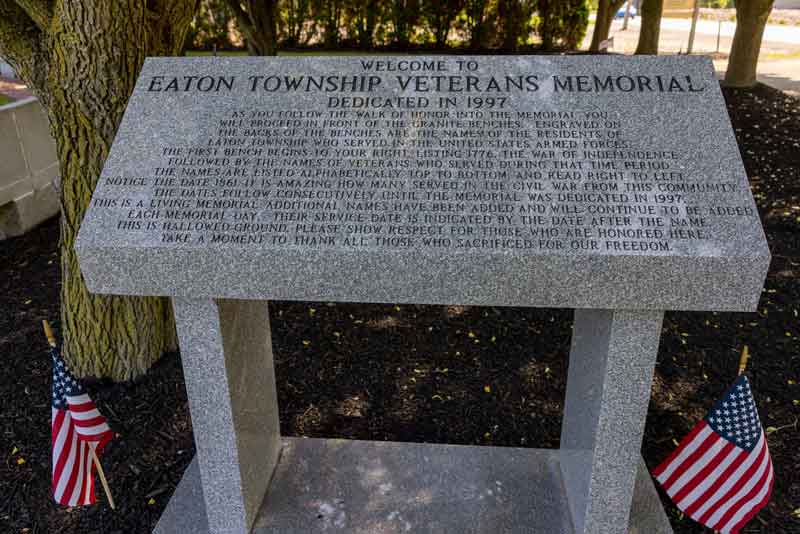 WELCOME TO
EATON TOWNSHIP VETERANS MEMORIAL
DEDICATED IN 1997
AS YOU FOLLOW THE WALK OF HONOR INTO THE MEMORIAL YOU
WILL PROCEED IN FRONT OF THE GRANITE BENCHES. ENGRAVED ON
THE BACKS OF THE BENCHES ARE THE NAMES OF THE RESIDENTS OF
EATON TOWNSHIP WHO SERVED IN THE UNITED STATES ARMED FORCES.
THE FIRST BENCH BEGINS TO YOUR RIGHT, LISTING 1776, THE WAR OF INDEPENDENCE
FOLLOWED BY THE NAMES OF VETERANS WHO SERVED DURING THAT TIME PERIOD.
THE NAMES ARE LISTED ALPHABETICALLY TOP TO BOTTOM AND READ RIGHT TO LEFT.
NOTICE THE DATE 1861. IT IS AMAZING HOW MANY SERVED IN THE CIVIL WAR FROM THIS COMMUNITY.
THE DATES FOLLOW CONSECUTIVELY UNTIL THE MEMORIAL WAS DEDICATED IN 1997.
THIS IS A LIVING MEMORIAL. ADDITIONAL NAMES HAVE BEEN ADDED AND WILL CONTINUE TO BE ADDED
EACH MEMORIAL DAY. THEIR SERVICE DATE IS INDICATED BY THE DATE AFTER THE NAME.
THIS IS HALLOWED GROUND, PLEASE SHOW RESPECT FOR THOSE WHO ARE HONORED HERE.
TAKE A MOMENT TO THANK ALL THOSE WHO SACRIFICED FOR OUR FREEDOM.